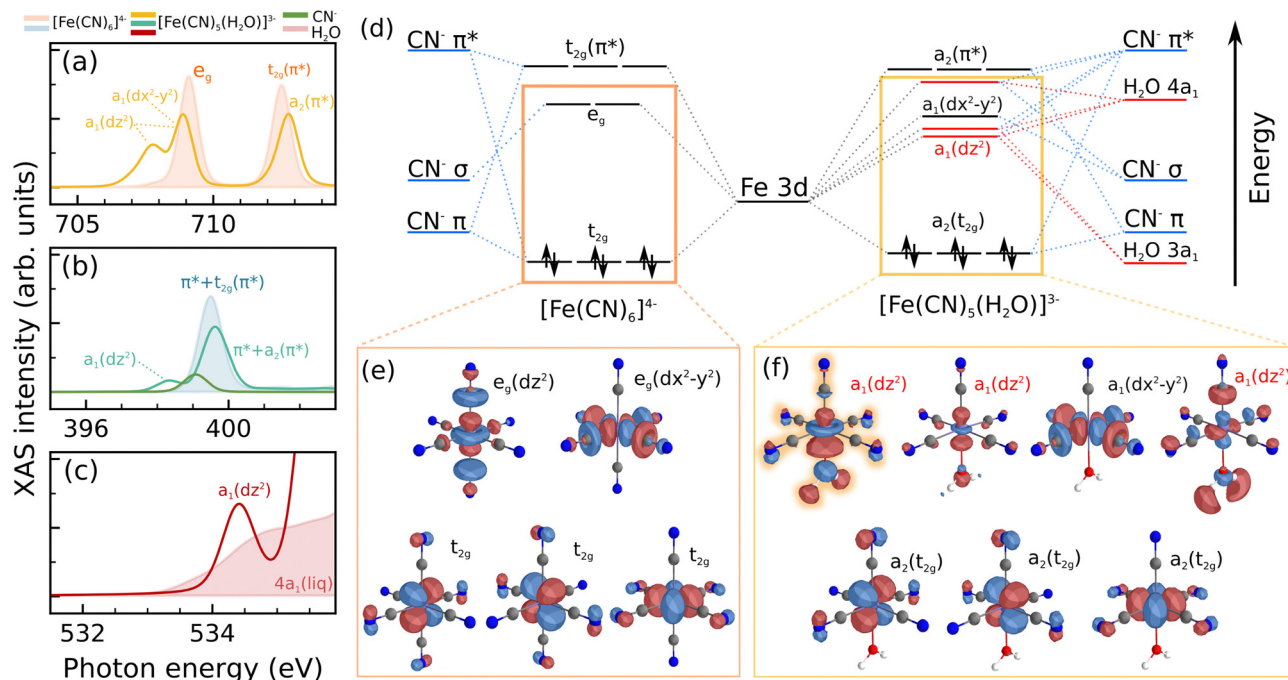 [Fe(CN)₆]⁴⁻ [Fe(CN)₅(H₂O)]³⁻ CN⁻
H₂O
XAS intensity (arb. units)
(a)
e_g
t₂g(π*)
a₁(dx²-y²)
a₂(π*)
a₁(dz²)
705 710
(b)
π*+t₂g(π*)
a₁(dz²)
π*+a₂(π*)
396 400
(c)
a₁(dz²)
4a₁(liq)
532 534
Photon energy (eV)
(d)
CN⁻ π*
t₂g(π*)
a₂(π*)
CN⁻ π*
H₂O 4a₁
e_g
a₁(dx²-y²)
a₁(dz²)
CN⁻ σ
Fe 3d
CN⁻ σ
CN⁻ π
t₂g
a₂(t₂g)
CN⁻ π
H₂O 3a₁
Energy
[Fe(CN)₆]⁴⁻
[Fe(CN)₅(H₂O)]³⁻
(e)
e_g(dz²) e_g(dx²-y²)
t₂g t₂g t₂g
(f)
a₁(dz²) a₁(dz²) a₁(dx²-y²) a₁(dz²)
a₂(t₂g) a₂(t₂g) a₂(t₂g)